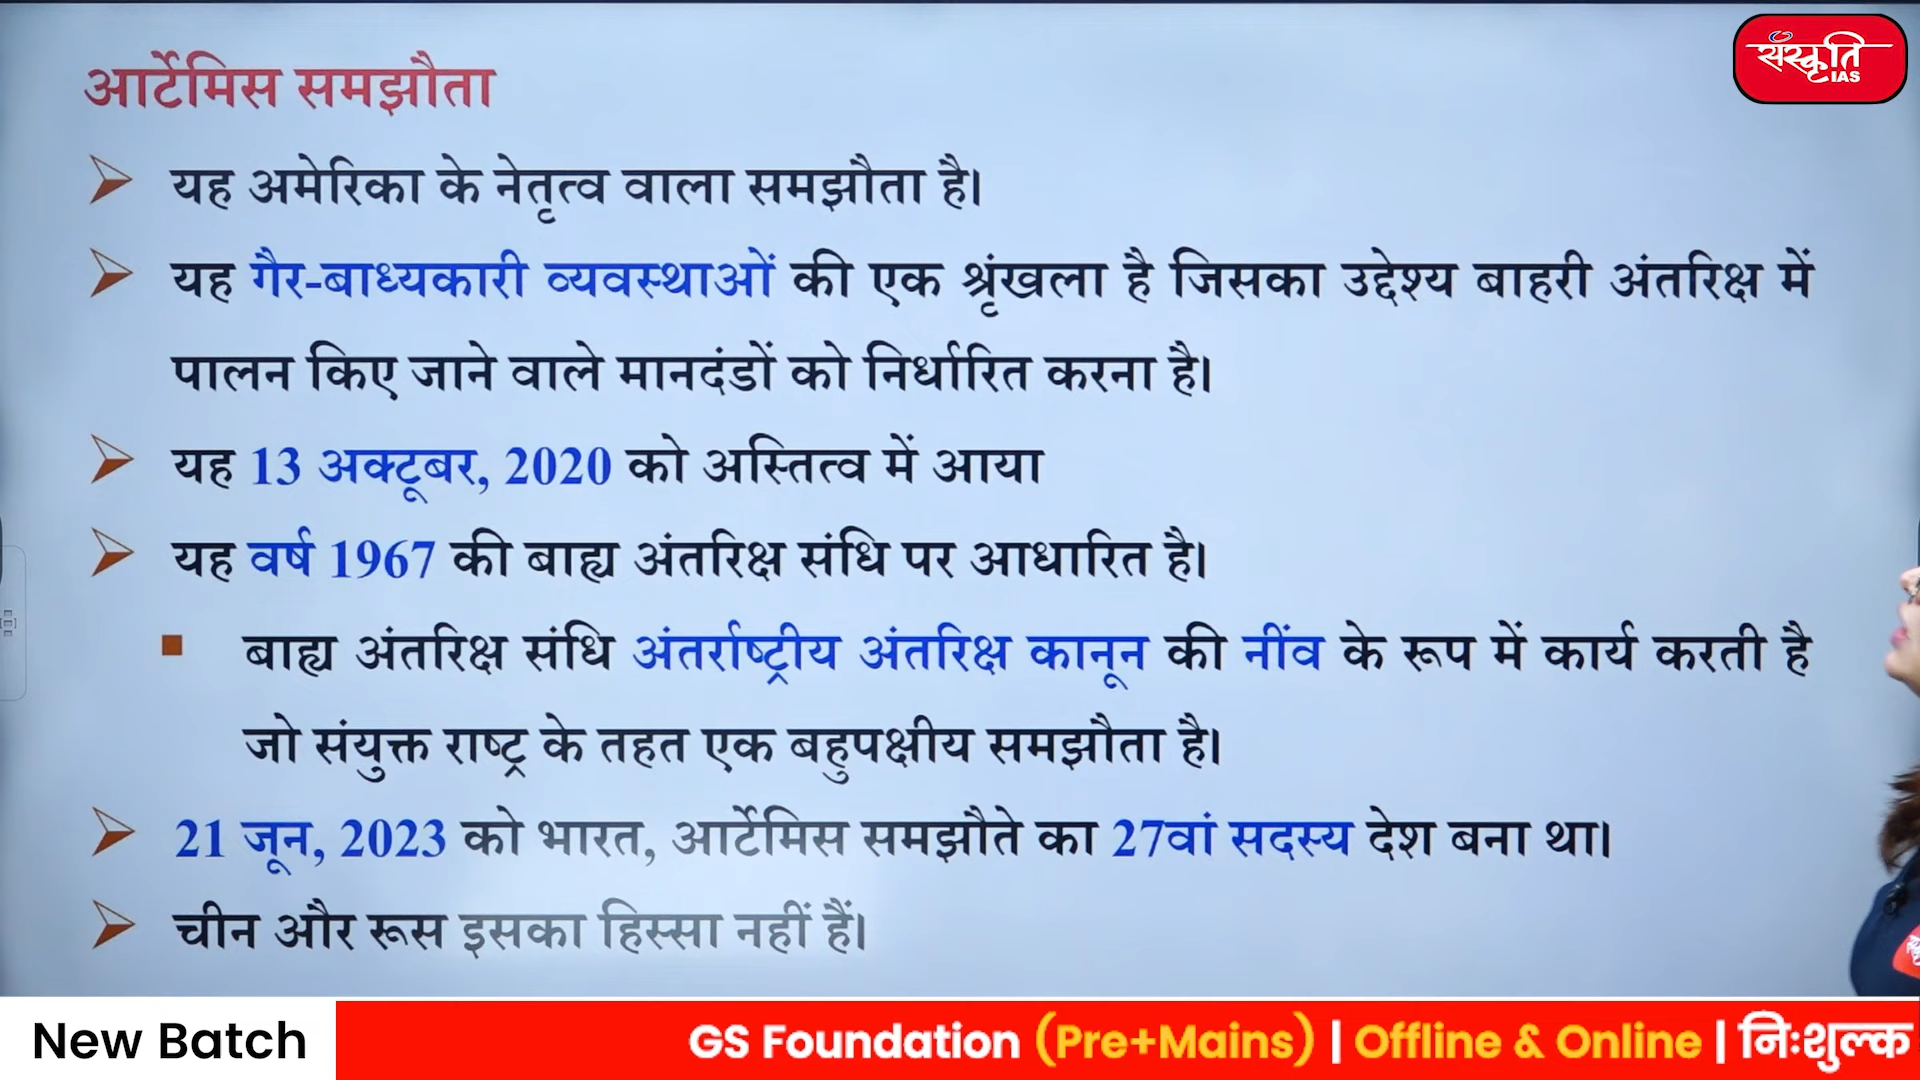 संस्कृति
IAS
आर्टेमिस समझौता
यह अमेरिका के नेतृत्व वाला समझौता है।
यह गैर-बाध्यकारी व्यवस्थाओं की एक श्रृंखला है जिसका उद्देश्य बाहरी अंतरिक्ष में
पालन किए जाने वाले मानदंडों को निर्धारित करना है।
यह 13 अक्टूबर, 2020 को अस्तित्व में आया
यह वर्ष 1967 की बाह्य अंतरिक्ष संधि पर आधारित है।
बाह्य अंतरिक्ष संधि अंतर्राष्ट्रीय अंतरिक्ष कानून की नींव के रूप में कार्य करती है
जो संयुक्त राष्ट्र के तहत एक बहुपक्षीय समझौता है।
21 जून, 2023 को भारत, आर्टेमिस समझौते का 27वां सदस्य देश बना था।
चीन और रूस इसका हिस्सा नहीं हैं।
New Batch GS Foundation (Pre+Mains) | Offline & Online | निःशुल्क